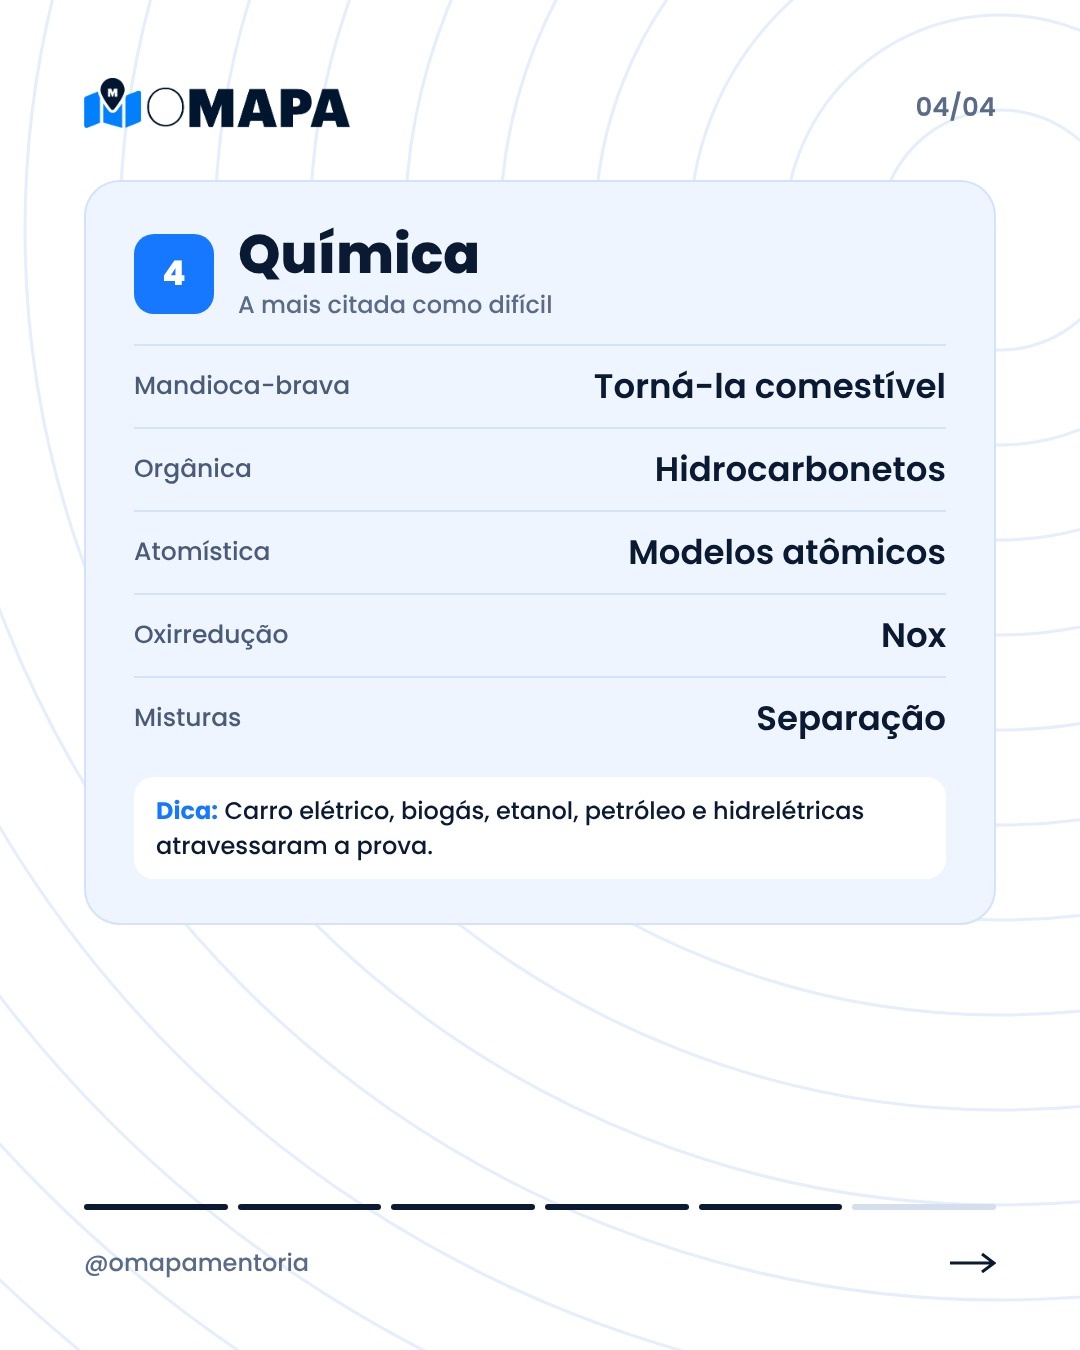 M OMAPA
04/04
4
Química
A mais citada como difícil
Mandioca-brava Torná-la comestível
Orgânica Hidrocarbonetos
Atomística Modelos atômicos
Oxirredução Nox
Misturas Separação
Dica: Carro elétrico, biogás, etanol, petróleo e hidrelétricas
atravessaram a prova.
@omapamentoria